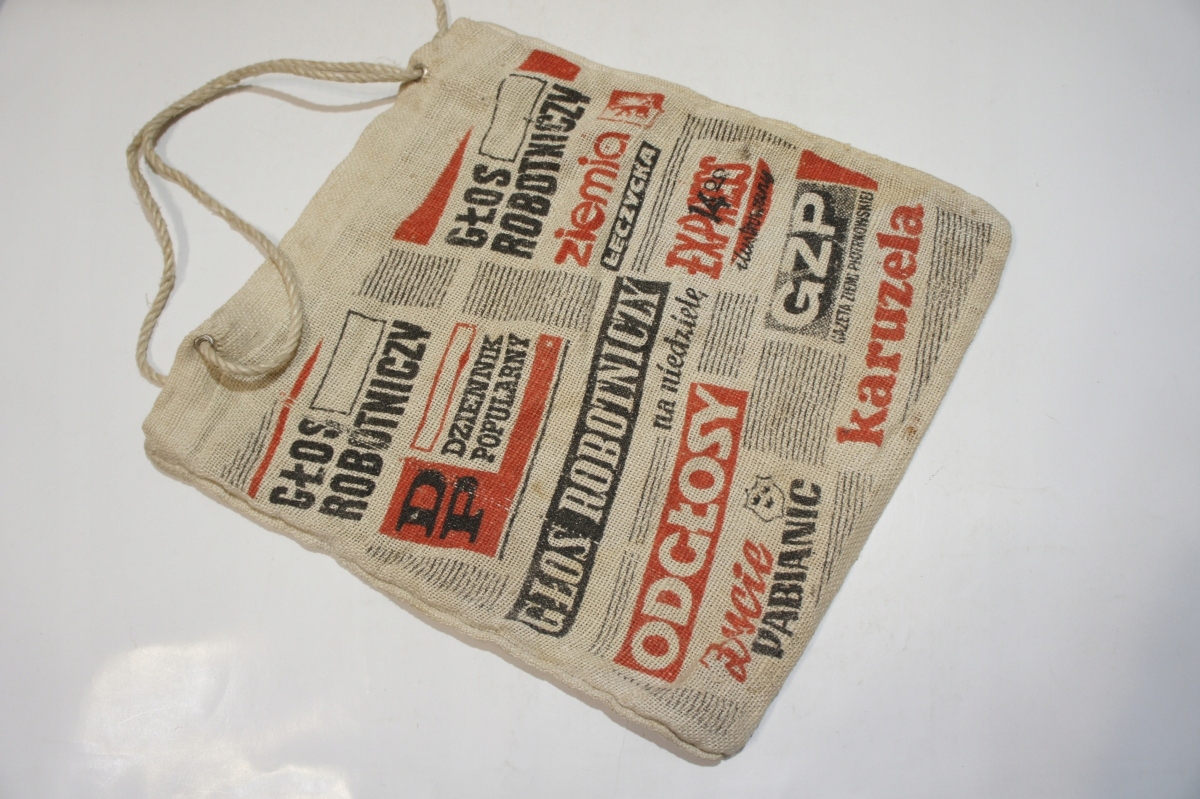 GŁOS
ROBOTNICZY
ziemia
ŁĘCZYCKA
EXPRESS
ilustrowany
GZP
GAZETA ZIEMI PIOTRKOWSKIEJ
karuzela
GŁOS
ROBOTNICZY
DP
DZIENNIK
POPULARNY
GŁOS ROBOTNICZY
na niedzielę
ODGŁOSY
Życie
PABIANIC